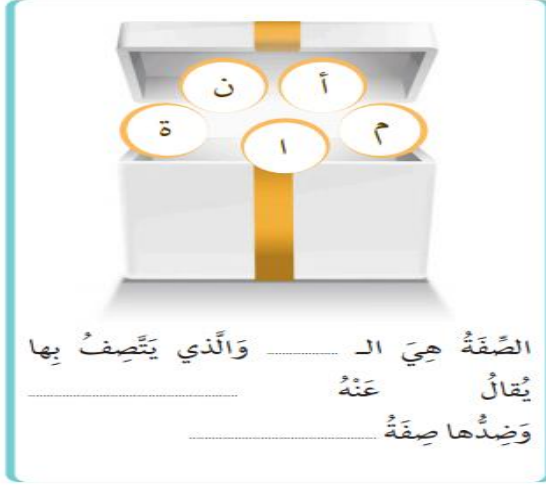 أ ن
م ا ة
الصِّفَةُ هِيَ الـ ............ وَالَّذي يَتَّصِفُ بِها
يُقالُ عَنْهُ ............
وَضِدُّها صِفَةُ ............